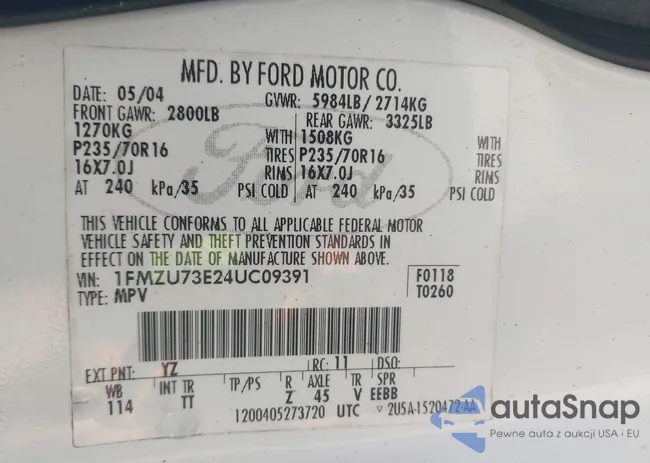 MFD. BY FORD MOTOR CO.
DATE: 05/04 GVWR: 5984LB/2714KG
FRONT GAWR: 2800LB REAR GAWR: 3325LB
1270KG WITH 1508KG WITH
P235/70R16 TIRES P235/70R16 TIRES
16X7.0J RIMS 16X7.0J RIMS
AT 240 kPa/35 PSI COLD AT 240 kPa/35 PSI COLD
Ford
THIS VEHICLE CONFORMS TO ALL APPLICABLE FEDERAL MOTOR
VEHICLE SAFETY AND THEFT PREVENTION STANDARDS IN
EFFECT ON THE DATE OF MANUFACTURE SHOWN ABOVE.
VIN: 1FMZU73E24UC09391 F0118
TYPE: MPV T0260
EXT PNT: YZ RC: 11 DSO:
WB INT TR TP/PS R AXLE TR SPR
114 TT Z 45 V EEBB
1200405273720 UTC ▽ 2U5A-1520472-AA
autoSnap
Pewne auta z aukcji USA i EU